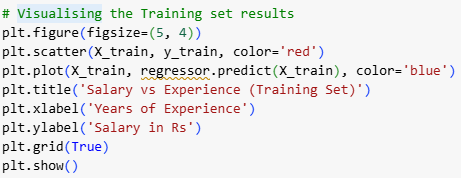 # Visualising the Training set results
plt.figure(figsize=(5, 4))
plt.scatter(X_train, y_train, color='red')
plt.plot(X_train, regressor.predict(X_train), color='blue')
plt.title('Salary vs Experience (Training Set)')
plt.xlabel('Years of Experience')
plt.ylabel('Salary in Rs')
plt.grid(True)
plt.show()